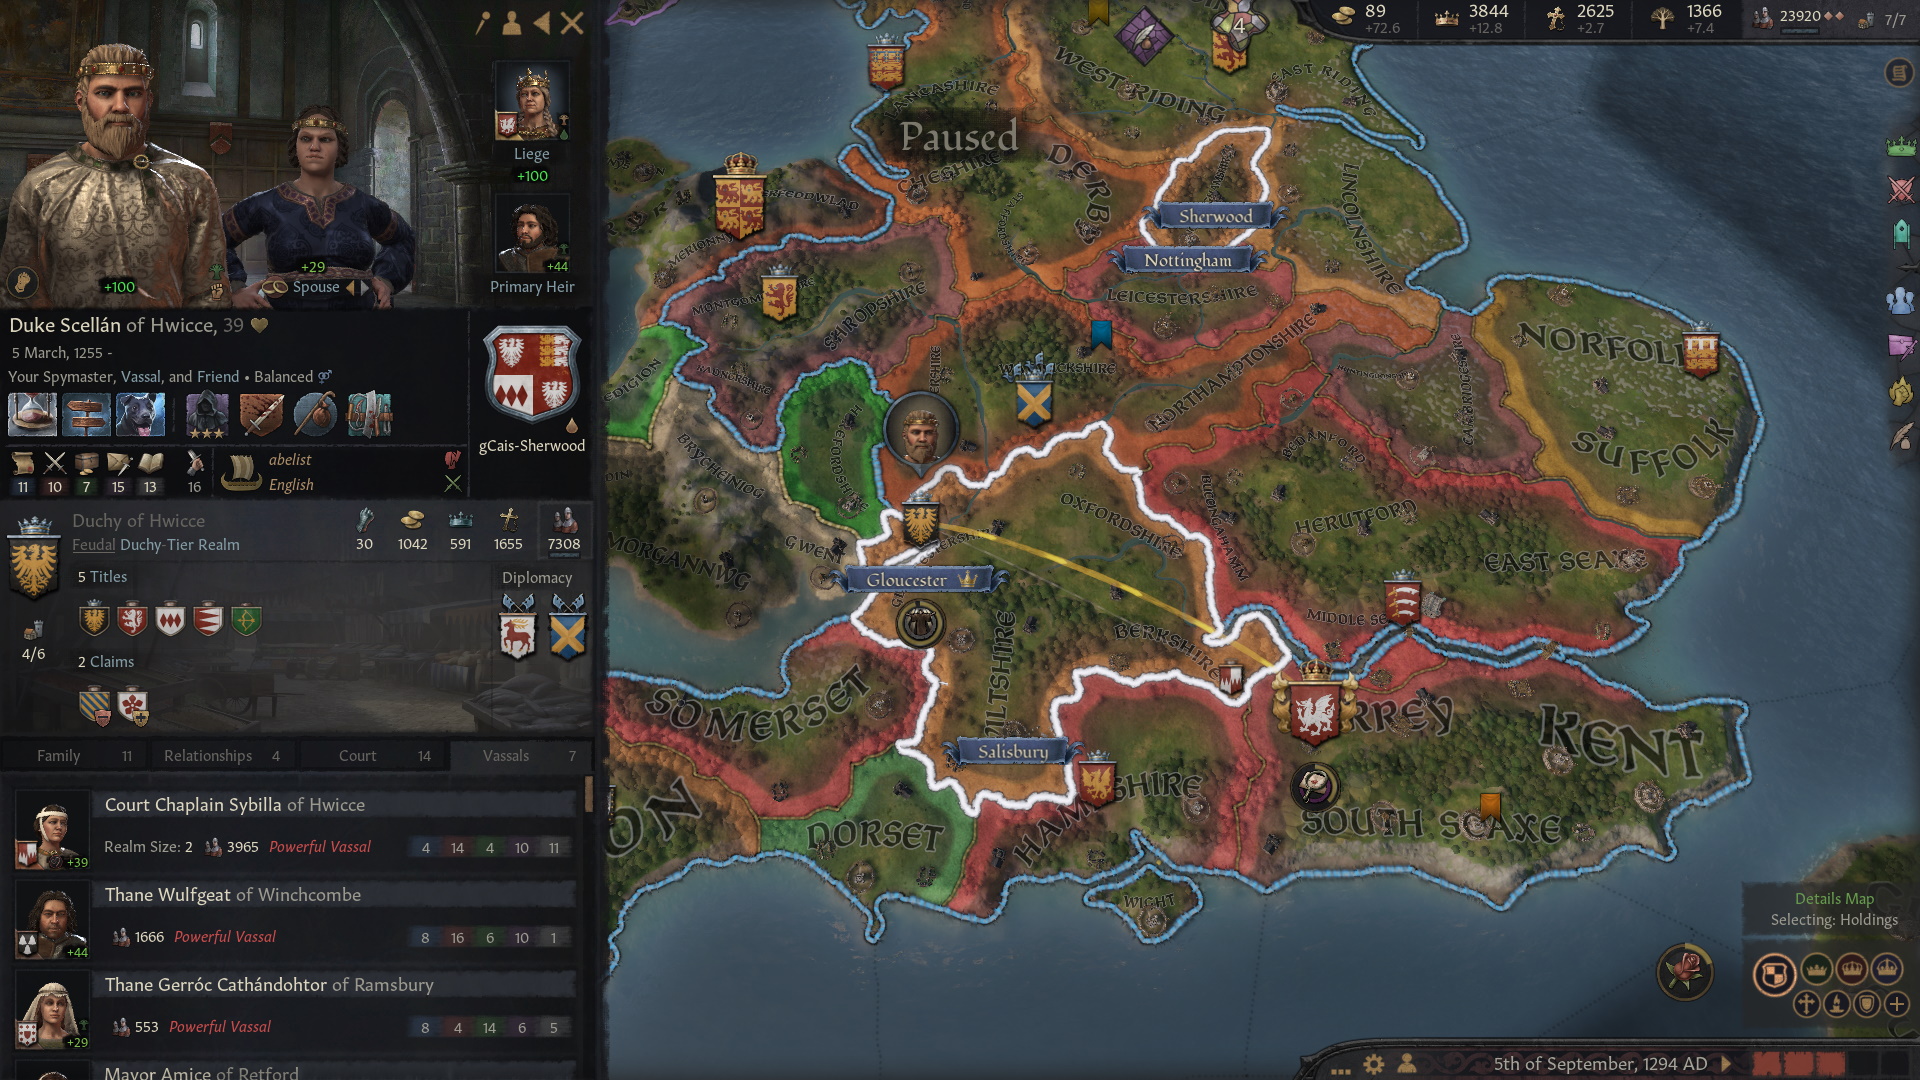 Liege
+100
+44
Primary Heir
+100
+29
Spouse
Duke Scellán of Hwicce, 39
5 March, 1255 -
Your Spymaster, Vassal, and Friend • Balanced
gCais-Sherwood
11 10 7 15 13 16
abelist
English
Duchy of Hwicce
Feudal Duchy-Tier Realm
30 1042 591 1655 7308
5 Titles
Diplomacy
4/6
2 Claims
Family 11 Relationships 4 Court 14 Vassals 7
Court Chaplain Sybilla of Hwicce
Realm Size: 2 3965 Powerful Vassal 4 14 4 10 11
+39
Thane Wulfgeat of Winchcombe
1666 Powerful Vassal 8 16 6 10 1
+44
Thane Gerróc Cathándohtor of Ramsbury
553 Powerful Vassal 8 4 14 6 5
+29
Mayor Amice of Retford
89 +72.6
3844 +12.8
2625 +2.7
1366 +7.4
23920
7/7
4
Paused
WEST RIDING
EAST RIDING
LANCASHIRE
CHESHIRE
LINCOLNSHIRE
Sherwood
Nottingham
LEICESTERSHIRE
SHROPSHIRE
NORFOLK
SUFFOLK
NORTHAMPTONSHIRE
BRYCHEINIOG
OXFORDSHIRE
HERUTFORD
MORGANNWG
Gloucester
BERKSHIRE
WILTSHIRE
SOMERSET
Salisbury
KENT
DORSET
SOUTH SEAXE
WIGHT
Details Map
Selecting: Holdings
5th of September, 1294 AD